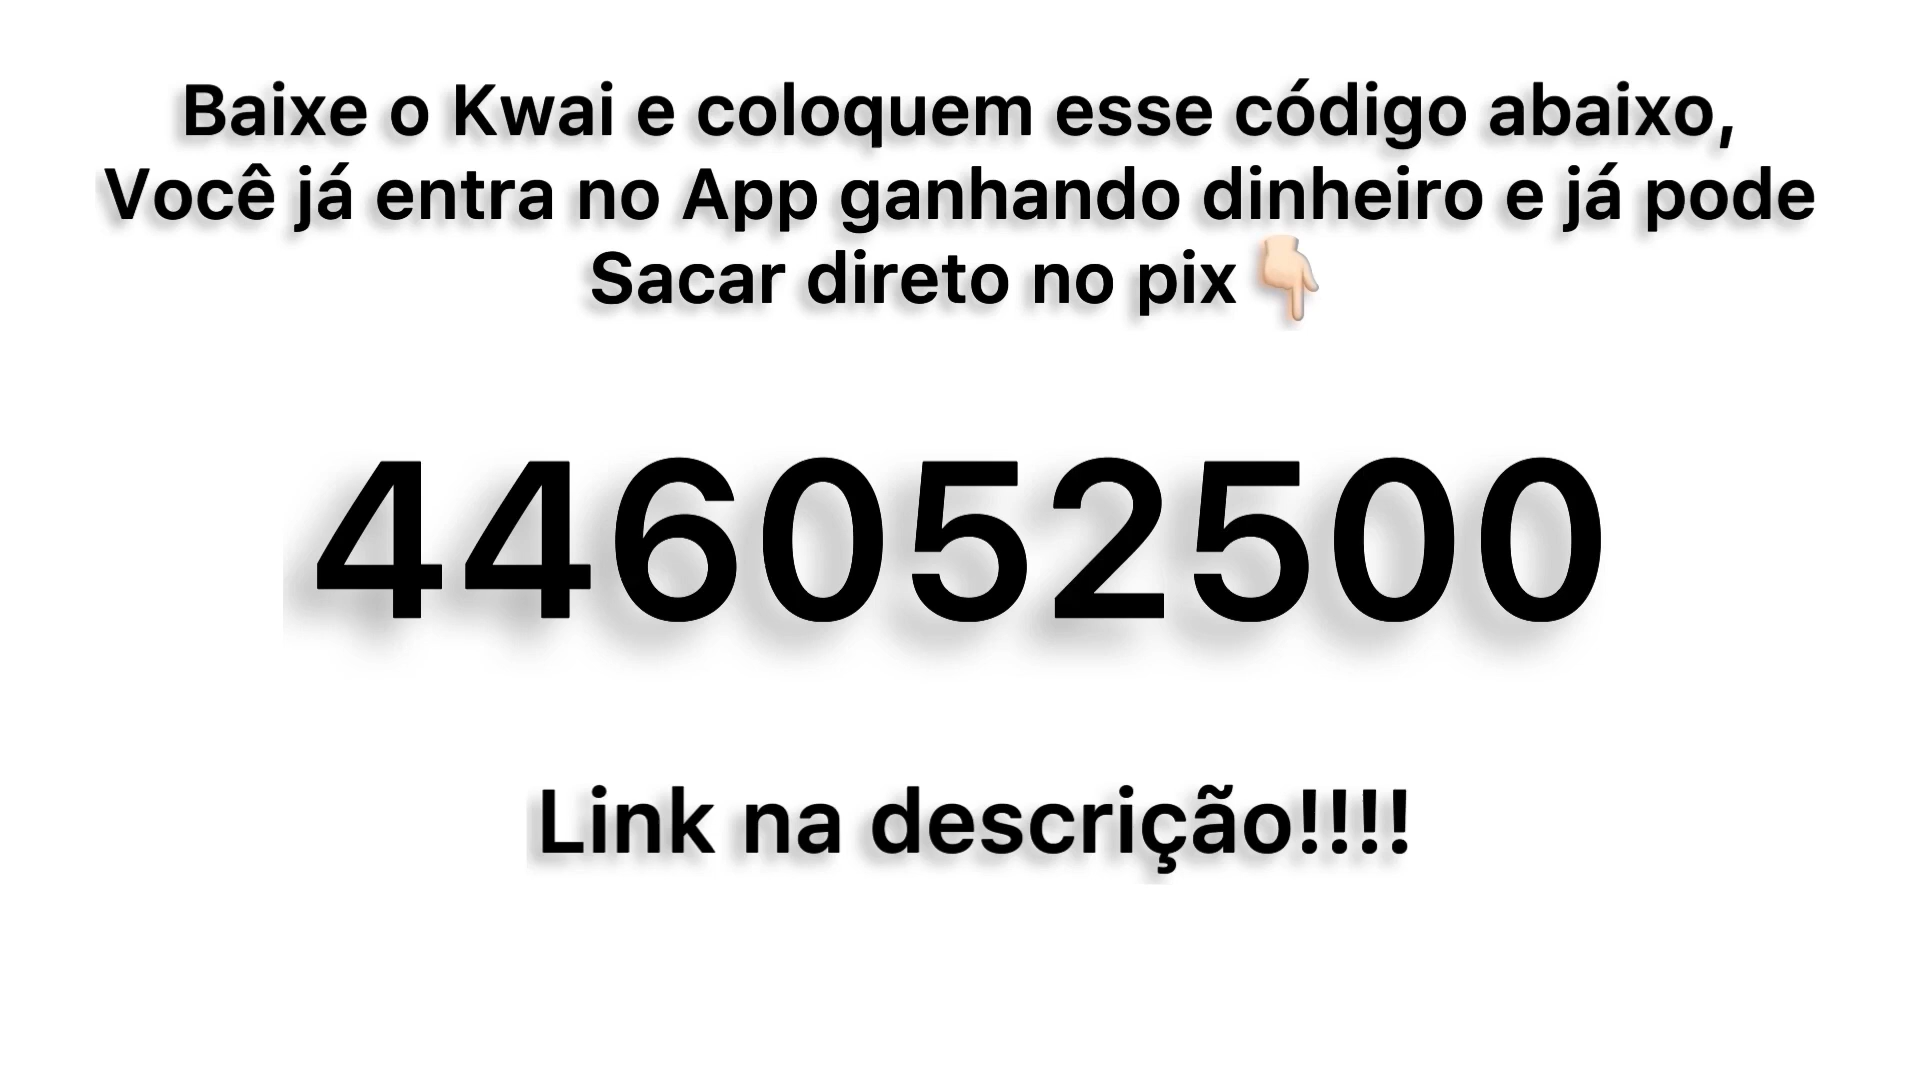 Baixe o Kwai e coloquem esse código abaixo,
Você já entra no App ganhando dinheiro e já pode
Sacar direto no pix👇🏻
446052500
Link na descrição!!!!